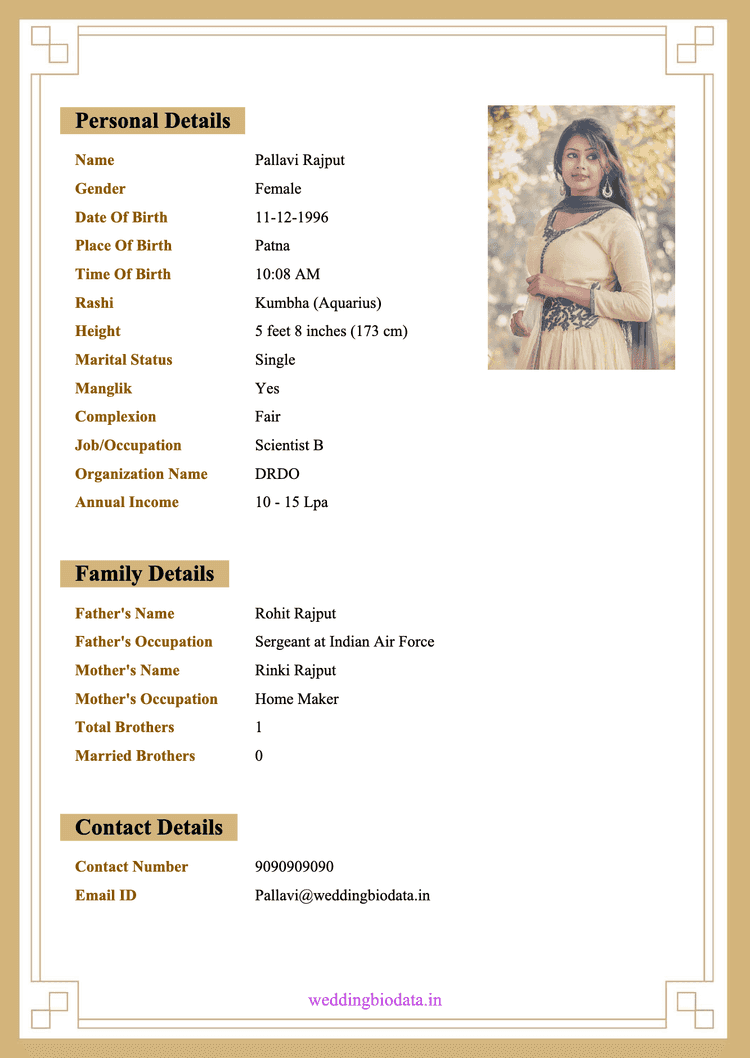 Personal Details
Name Pallavi Rajput
Gender Female
Date Of Birth 11-12-1996
Place Of Birth Patna
Time Of Birth 10:08 AM
Rashi Kumbha (Aquarius)
Height 5 feet 8 inches (173 cm)
Marital Status Single
Manglik Yes
Complexion Fair
Job/Occupation Scientist B
Organization Name DRDO
Annual Income 10 - 15 Lpa
Family Details
Father's Name Rohit Rajput
Father's Occupation Sergeant at Indian Air Force
Mother's Name Rinki Rajput
Mother's Occupation Home Maker
Total Brothers 1
Married Brothers 0
Contact Details
Contact Number 9090909090
Email ID Pallavi@weddingbiodata.in
weddingbiodata.in